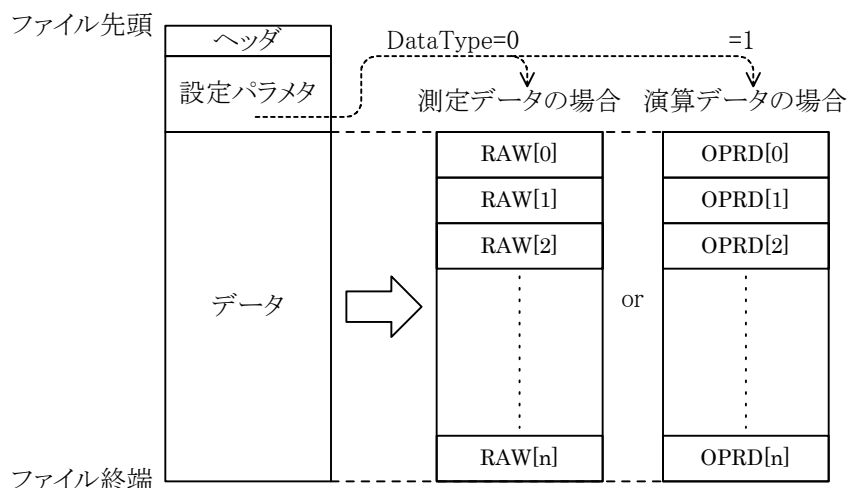 ファイル先頭
ヘッダ
DataType=0
=1
設定パラメタ
測定データの場合
演算データの場合
RAW[0]
OPRD[0]
RAW[1]
OPRD[1]
RAW[2]
OPRD[2]
データ
or
RAW[n]
OPRD[n]
ファイル終端